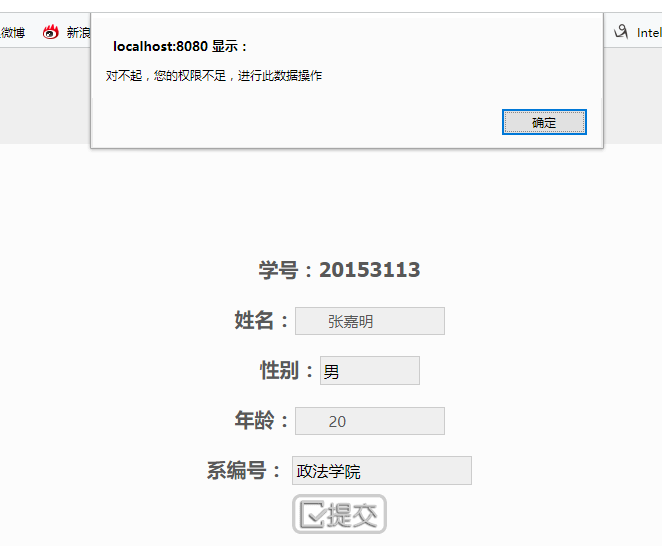 微博
新浪
Intel
localhost:8080 显示：
对不起，您的权限不足，进行此数据操作
确定
学号：20153113
姓名： 张嘉明
性别： 男
年龄： 20
系编号： 政法学院
提交